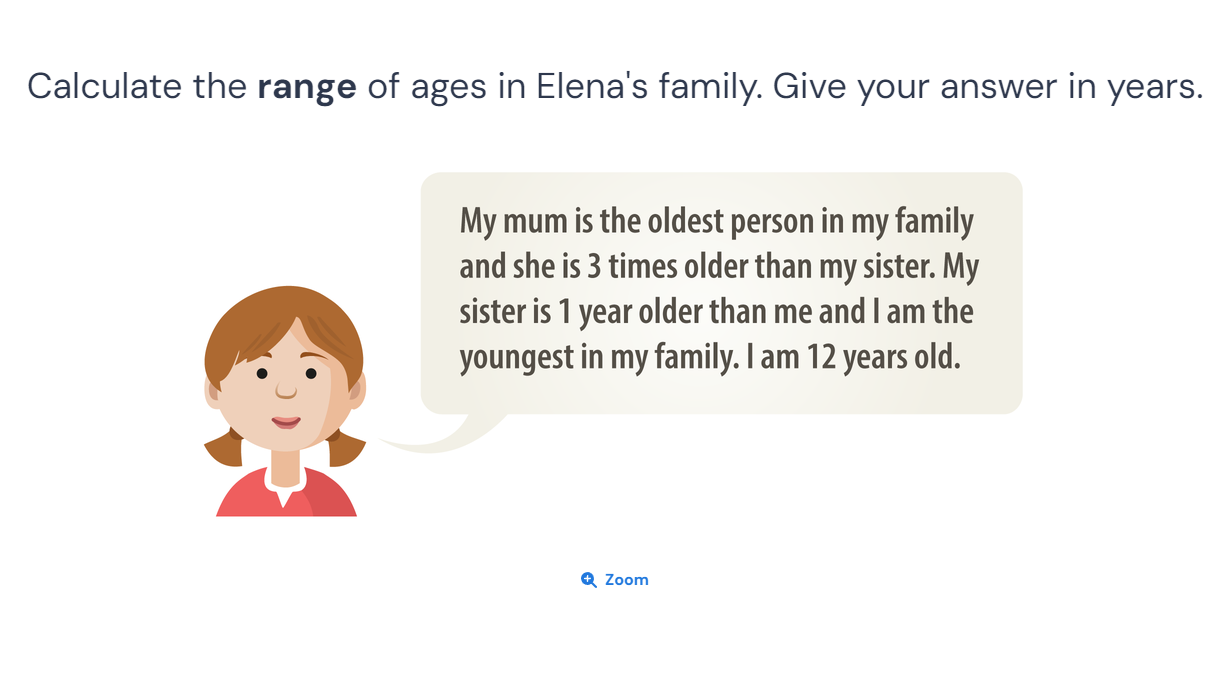 Calculate the range of ages in Elena's family. Give your answer in years.
My mum is the oldest person in my family
and she is 3 times older than my sister. My
sister is 1 year older than me and I am the
youngest in my family. I am 12 years old.
Zoom